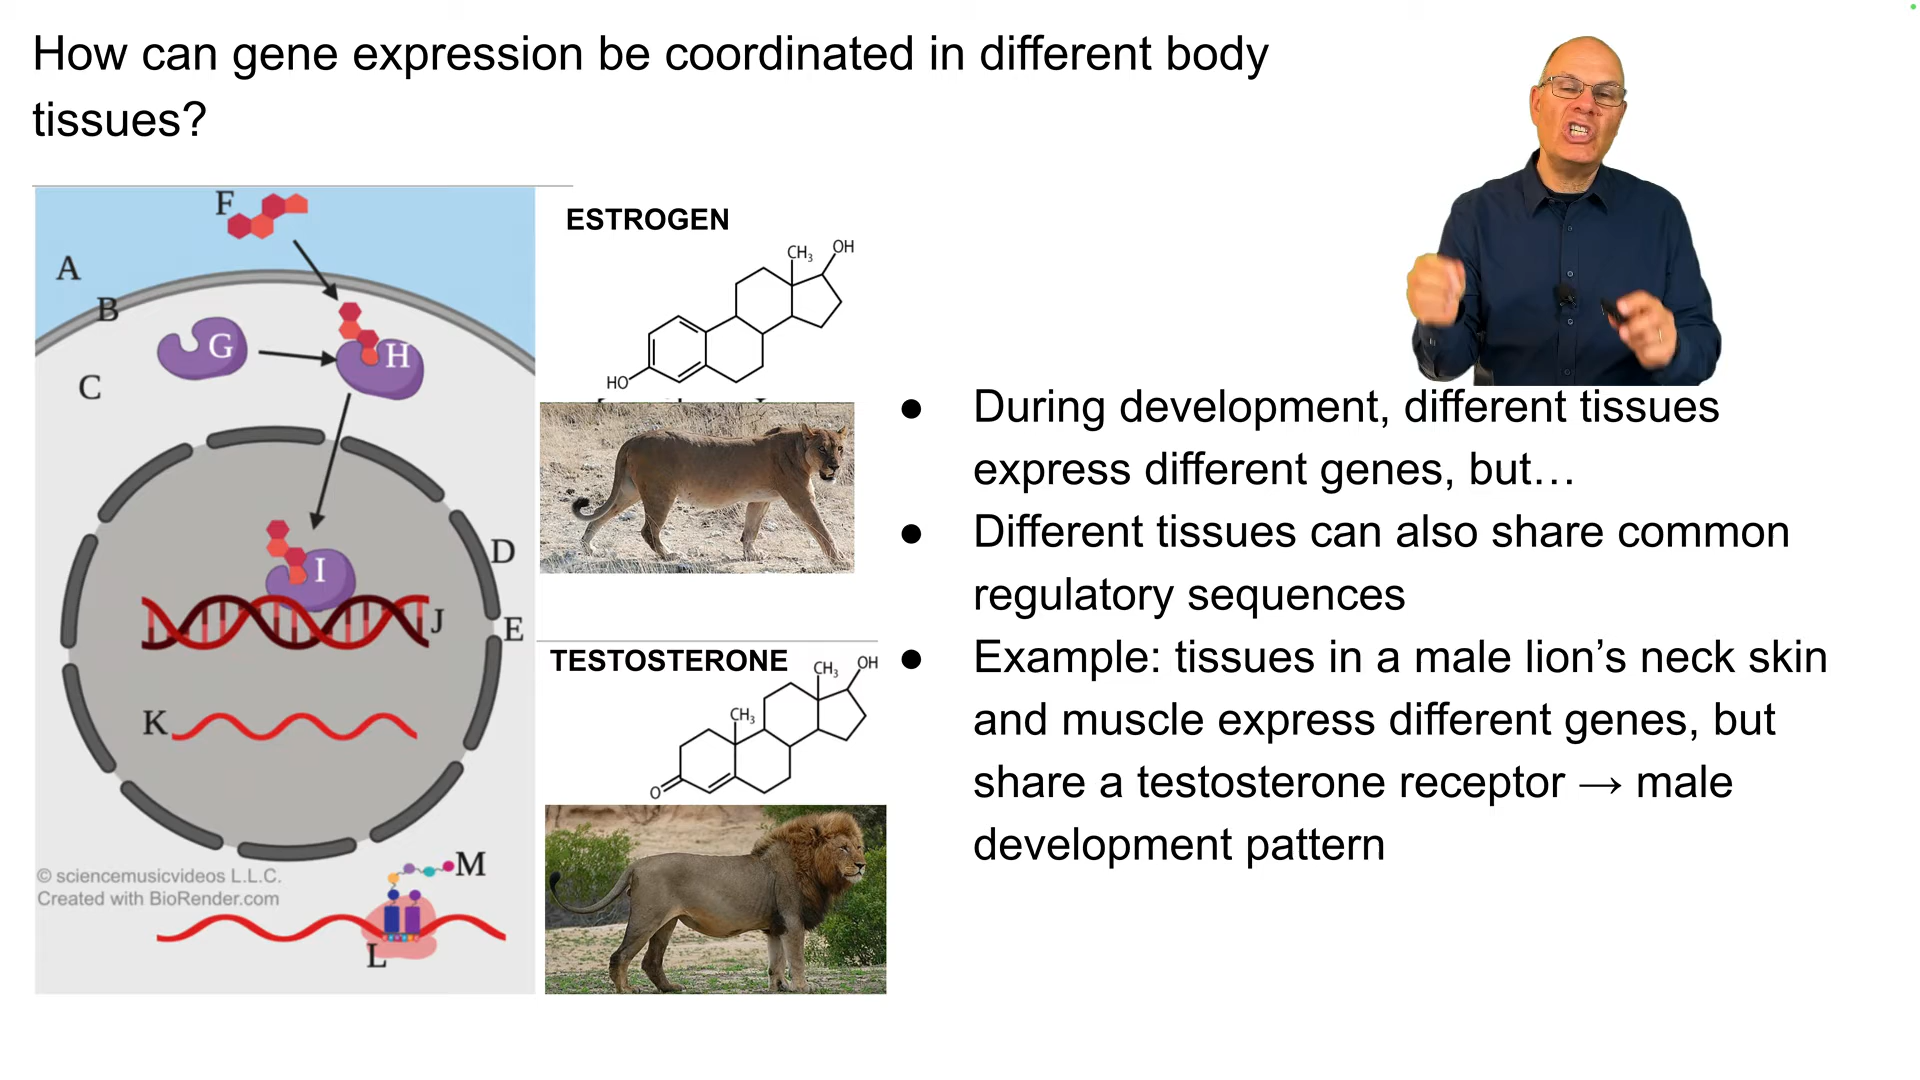 How can gene expression be coordinated in different body
tissues?
F
A
B
G
H
C
D
I
J
E
K
M
L
© sciencemusicvideos L.L.C.
Created with BioRender.com
ESTROGEN
CH3
OH
HO
TESTOSTERONE
CH3
OH
CH3
O
● During development, different tissues
express different genes, but…
● Different tissues can also share common
regulatory sequences
● Example: tissues in a male lion’s neck skin
and muscle express different genes, but
share a testosterone receptor → male
development pattern